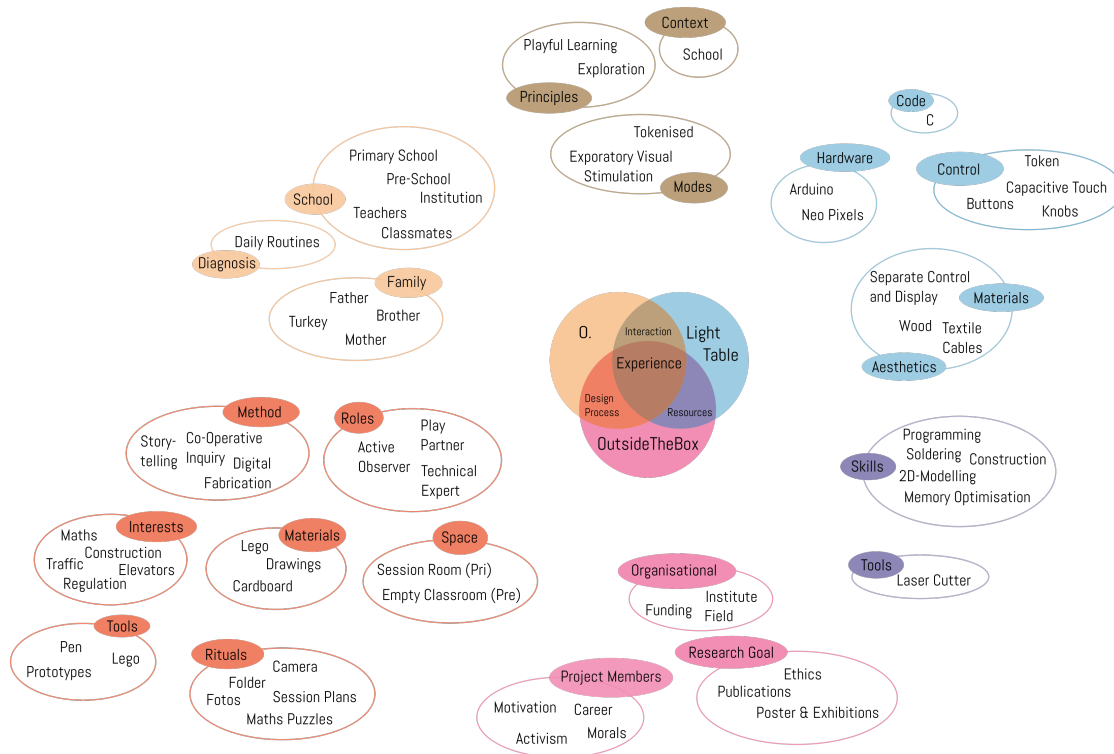 Context
School
Playful Learning
Exploration
Principles
Tokenised
Exporatory Visual
Stimulation
Modes
Code
C
Hardware
Arduino
Neo Pixels
Control
Token
Capacitive Touch
Buttons
Knobs
Primary School
Pre-School
Institution
School
Teachers
Classmates
Daily Routines
Diagnosis
Family
Father
Brother
Turkey
Mother
Separate Control
and Display
Materials
Wood
Textile
Cables
Aesthetics
O.
Interaction
Light
Table
Experience
Design
Process
Resources
OutsideTheBox
Method
Story-
telling
Co-Operative
Inquiry
Digital
Fabrication
Roles
Play
Partner
Active
Observer
Technical
Expert
Programming
Soldering
Construction
Skills
2D-Modelling
Memory Optimisation
Interests
Maths
Construction
Traffic
Elevators
Regulation
Materials
Lego
Drawings
Cardboard
Space
Session Room (Pri)
Empty Classroom (Pre)
Tools
Laser Cutter
Organisational
Institute
Funding
Field
Tools
Pen
Lego
Prototypes
Rituals
Camera
Folder
Fotos
Session Plans
Maths Puzzles
Project Members
Motivation
Career
Activism
Morals
Research Goal
Ethics
Publications
Poster & Exhibitions